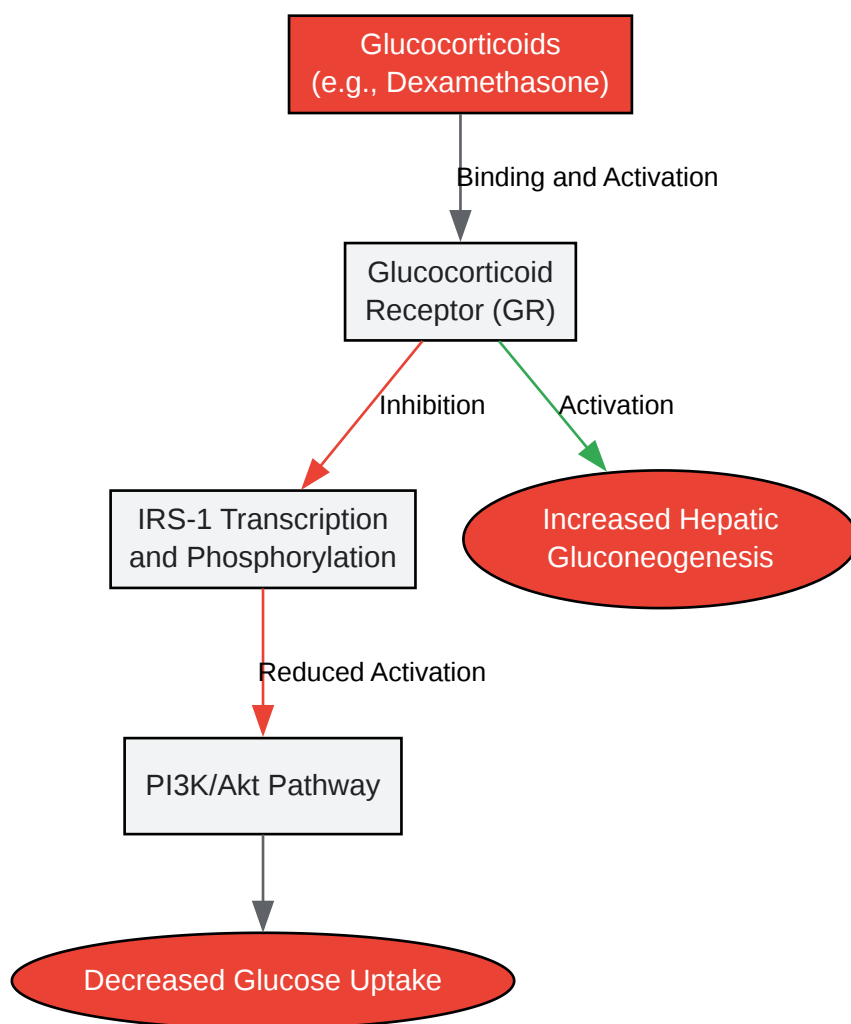 Glucocorticoids
(e.g., Dexamethasone)
Binding and Activation
Glucocorticoid
Receptor (GR)
Inhibition
Activation
IRS-1 Transcription
and Phosphorylation
Increased Hepatic
Gluconeogenesis
Reduced Activation
PI3K/Akt Pathway
Decreased Glucose Uptake